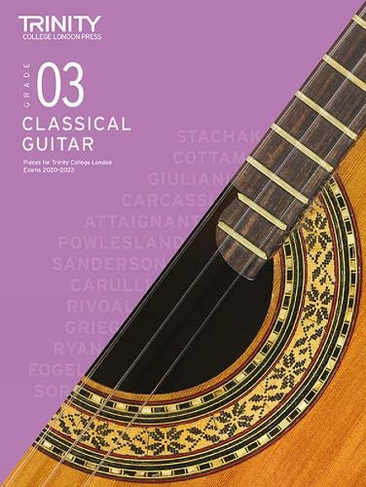 TRINITY
COLLEGE LONDON PRESS
GRADE
03
CLASSICAL
GUITAR
Pieces for Trinity College London
Exams 2020-2023
STACHAK
COTTAM
GIULIANI
CARCASSI
ATTAIGNANT
POWLESLAND
SANDERSON
CARULLI
RIVOAL
GRIEG
RYAN
FOGEL
SOR